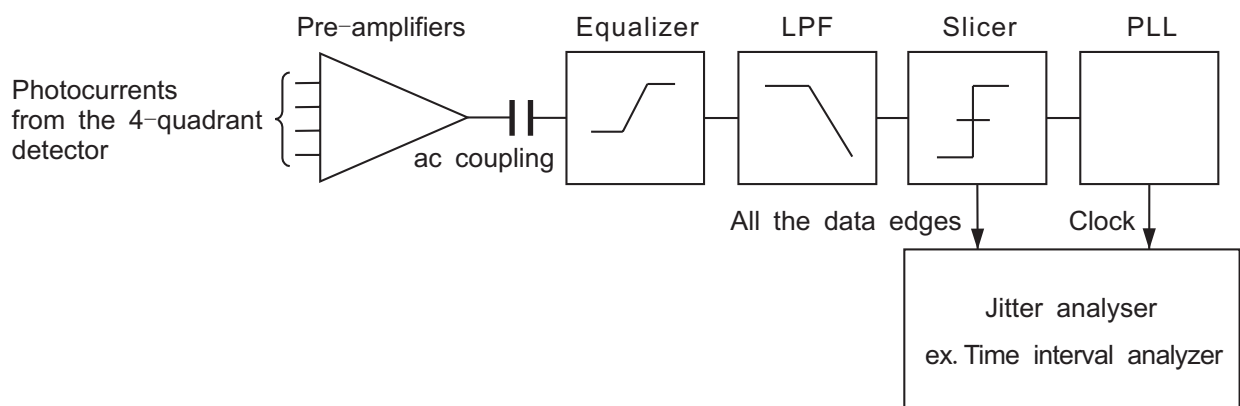 Pre-amplifiers
Equalizer
LPF
Slicer
PLL
Photocurrents
from the 4-quadrant
detector
ac coupling
All the data edges
Clock
Jitter analyser
ex. Time interval analyzer